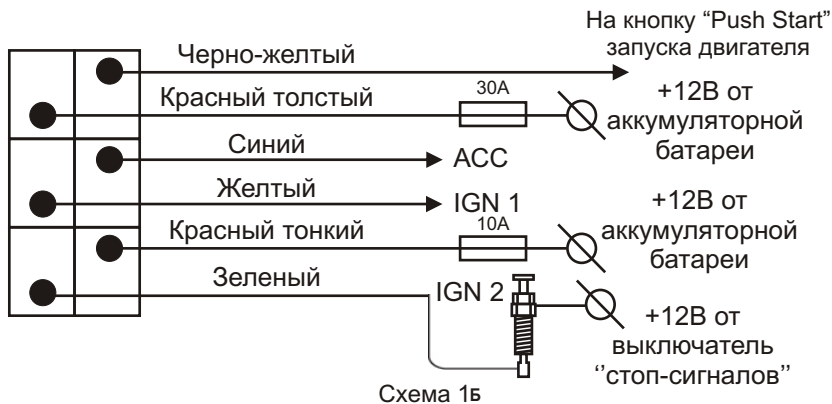 На кнопку “Push Start”
запуска двигателя
Черно-желтый
Красный толстый
30А
+12В от
аккумуляторной
батареи
Синий
ACC
Желтый
IGN 1
Красный тонкий
10А
+12В от
аккумуляторной
батареи
Зеленый
IGN 2
+12В от
выключатель
‘‘стоп-сигналов’’
Схема 1Б